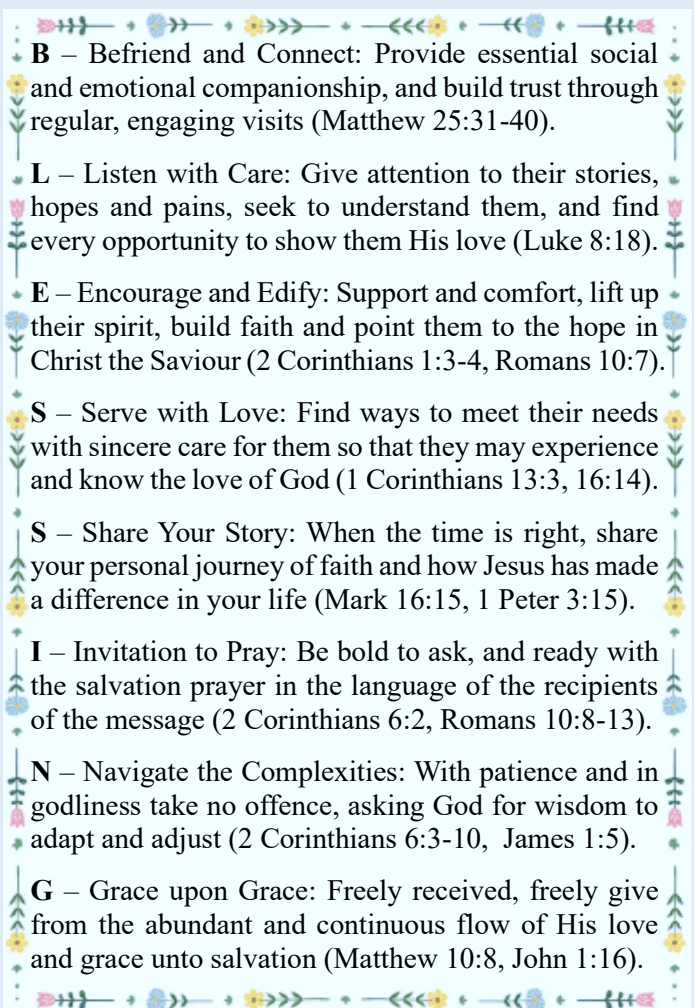 B – Befriend and Connect: Provide essential social
and emotional companionship, and build trust through
regular, engaging visits (Matthew 25:31-40).
L – Listen with Care: Give attention to their stories,
hopes and pains, seek to understand them, and find
every opportunity to show them His love (Luke 8:18).
E – Encourage and Edify: Support and comfort, lift up
their spirit, build faith and point them to the hope in
Christ the Saviour (2 Corinthians 1:3-4, Romans 10:7).
S – Serve with Love: Find ways to meet their needs
with sincere care for them so that they may experience
and know the love of God (1 Corinthians 13:3, 16:14).
S – Share Your Story: When the time is right, share
your personal journey of faith and how Jesus has made
a difference in your life (Mark 16:15, 1 Peter 3:15).
I – Invitation to Pray: Be bold to ask, and ready with
the salvation prayer in the language of the recipients
of the message (2 Corinthians 6:2, Romans 10:8-13).
N – Navigate the Complexities: With patience and in
godliness take no offence, asking God for wisdom to
adapt and adjust (2 Corinthians 6:3-10, James 1:5).
G – Grace upon Grace: Freely received, freely give
from the abundant and continuous flow of His love
and grace unto salvation (Matthew 10:8, John 1:16).